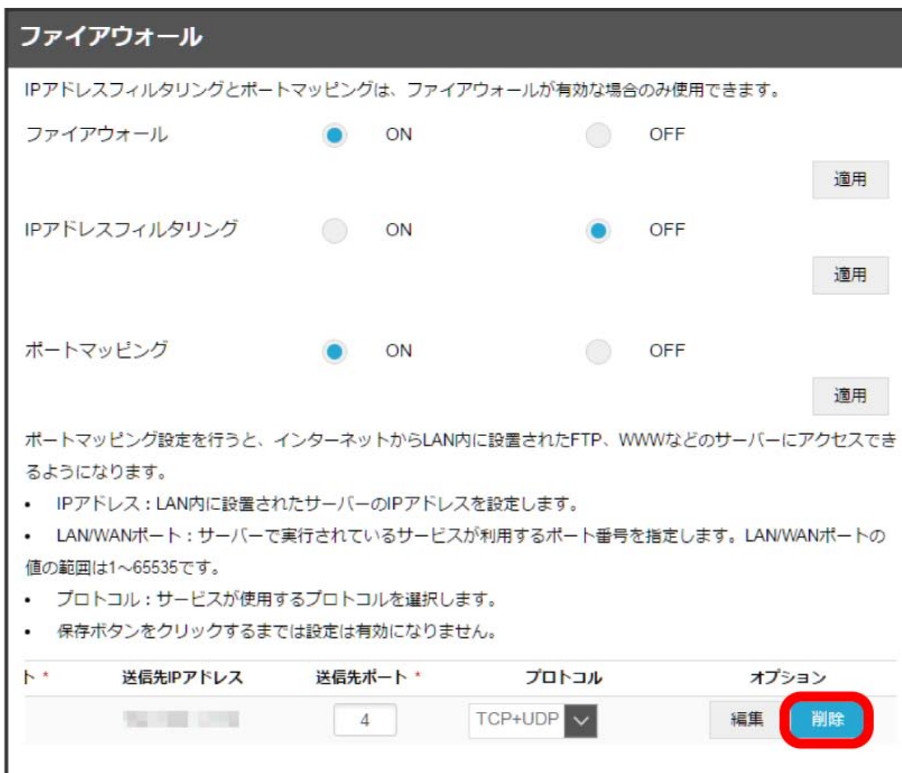 ファイアウォール
IPアドレスフィルタリングとポートマッピングは、ファイアウォールが有効な場合のみ使用できます。
ファイアウォール ON OFF
適用
IPアドレスフィルタリング ON OFF
適用
ポートマッピング ON OFF
適用
ポートマッピング設定を行うと、インターネットからLAN内に設置されたFTP、WWWなどのサーバーにアクセスでき
るようになります。
• IPアドレス：LAN内に設置されたサーバーのIPアドレスを設定します。
• LAN/WANポート：サーバーで実行されているサービスが利用するポート番号を指定します。LAN/WANポートの
値の範囲は1～65535です。
• プロトコル：サービスが使用するプロトコルを選択します。
• 保存ボタンをクリックするまでは設定は有効になりません。
ト * 送信先IPアドレス 送信先ポート * プロトコル オプション
4 TCP+UDP 編集 削除